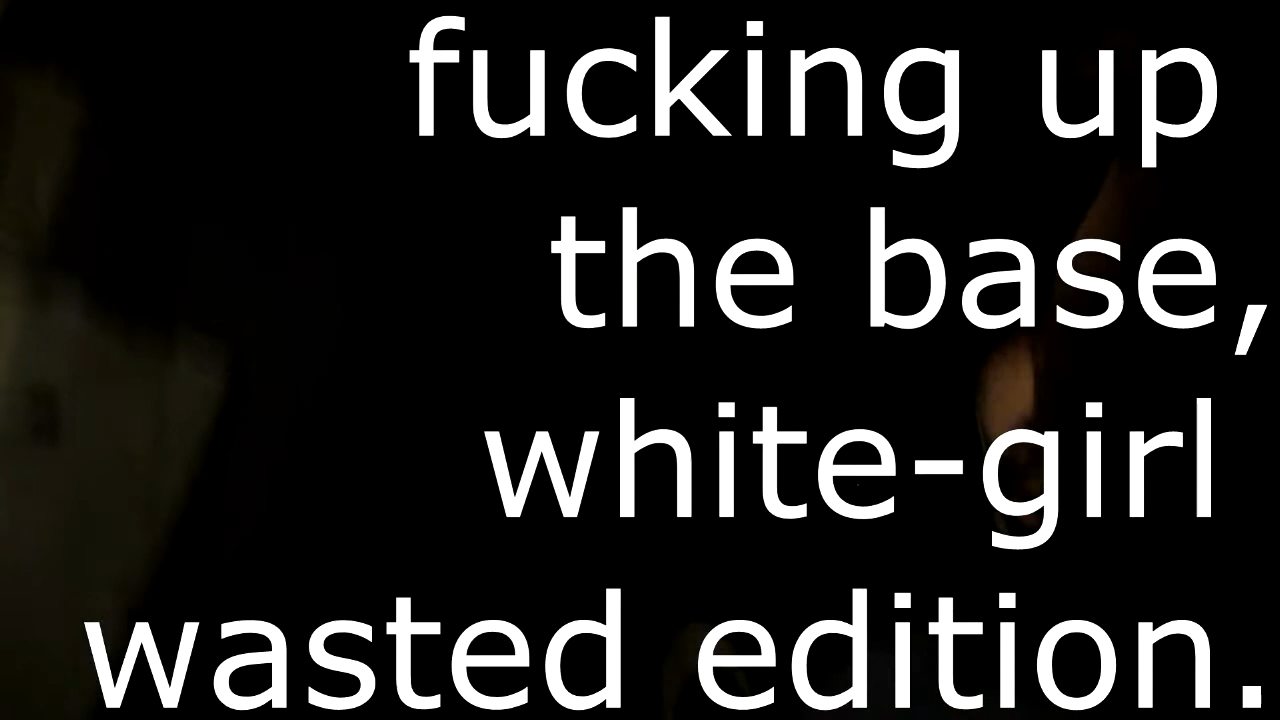 fucking up
the base,
white-girl
wasted edition.